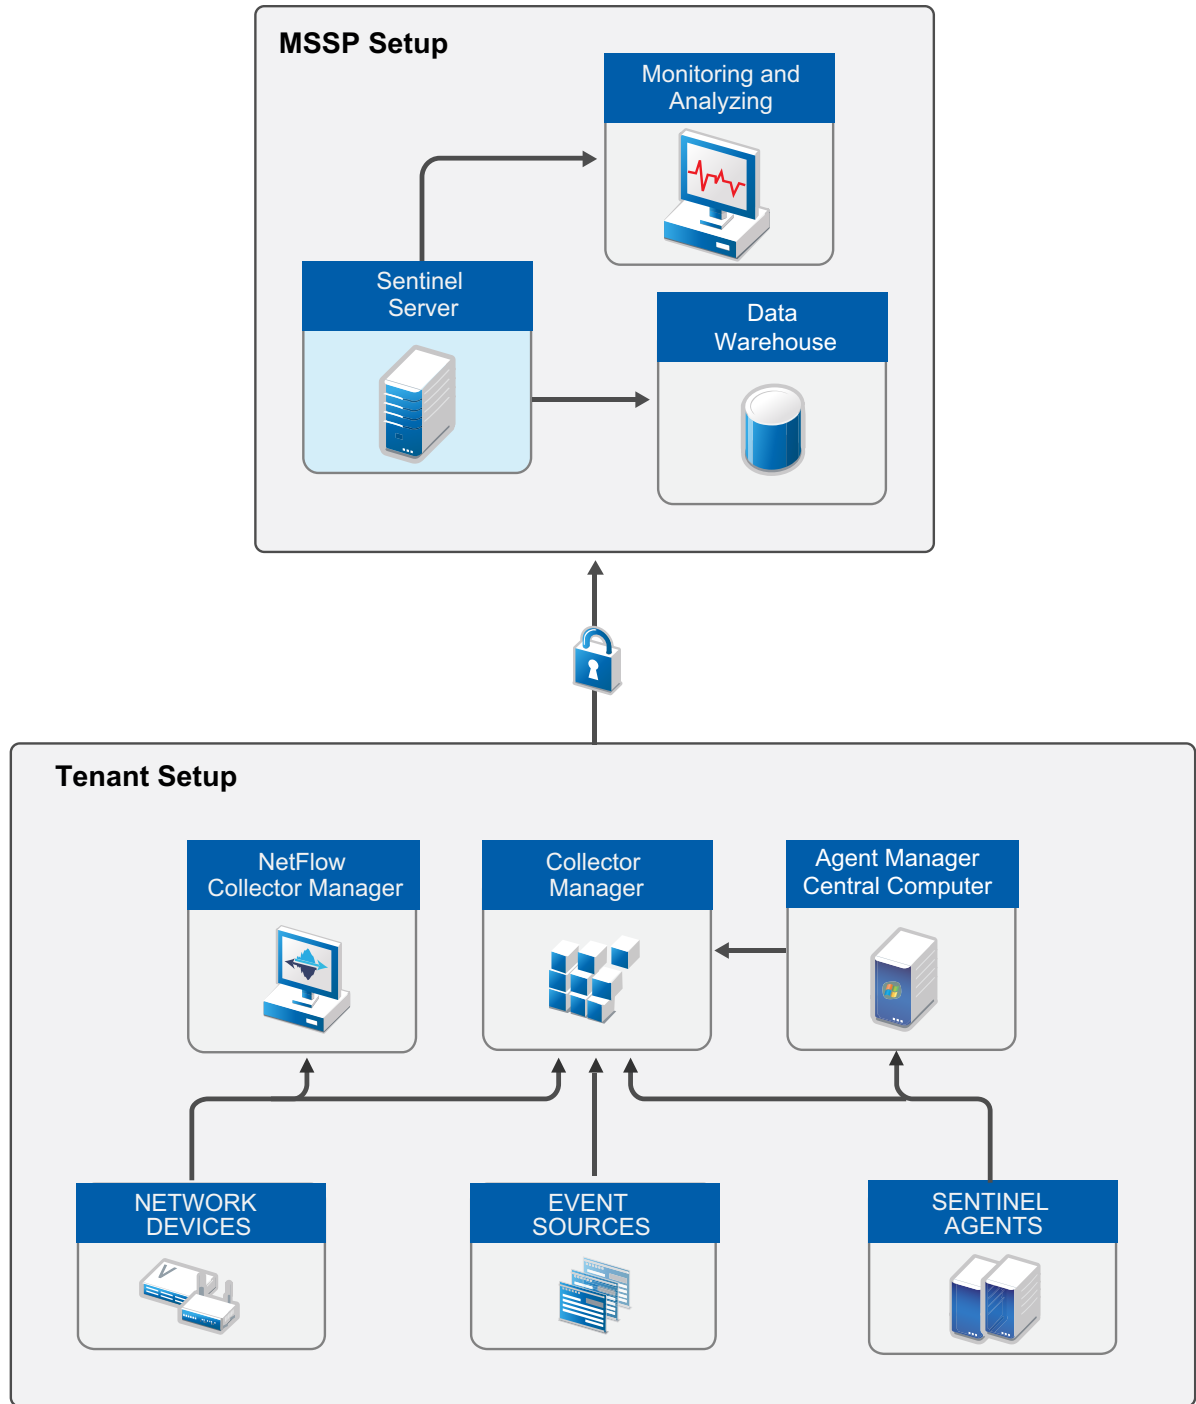 MSSP Setup
Monitoring and
Analyzing
Sentinel
Server
Data
Warehouse
Tenant Setup
NetFlow
Collector Manager
Collector
Manager
Agent Manager
Central Computer
NETWORK
DEVICES
EVENT
SOURCES
SENTINEL
AGENTS